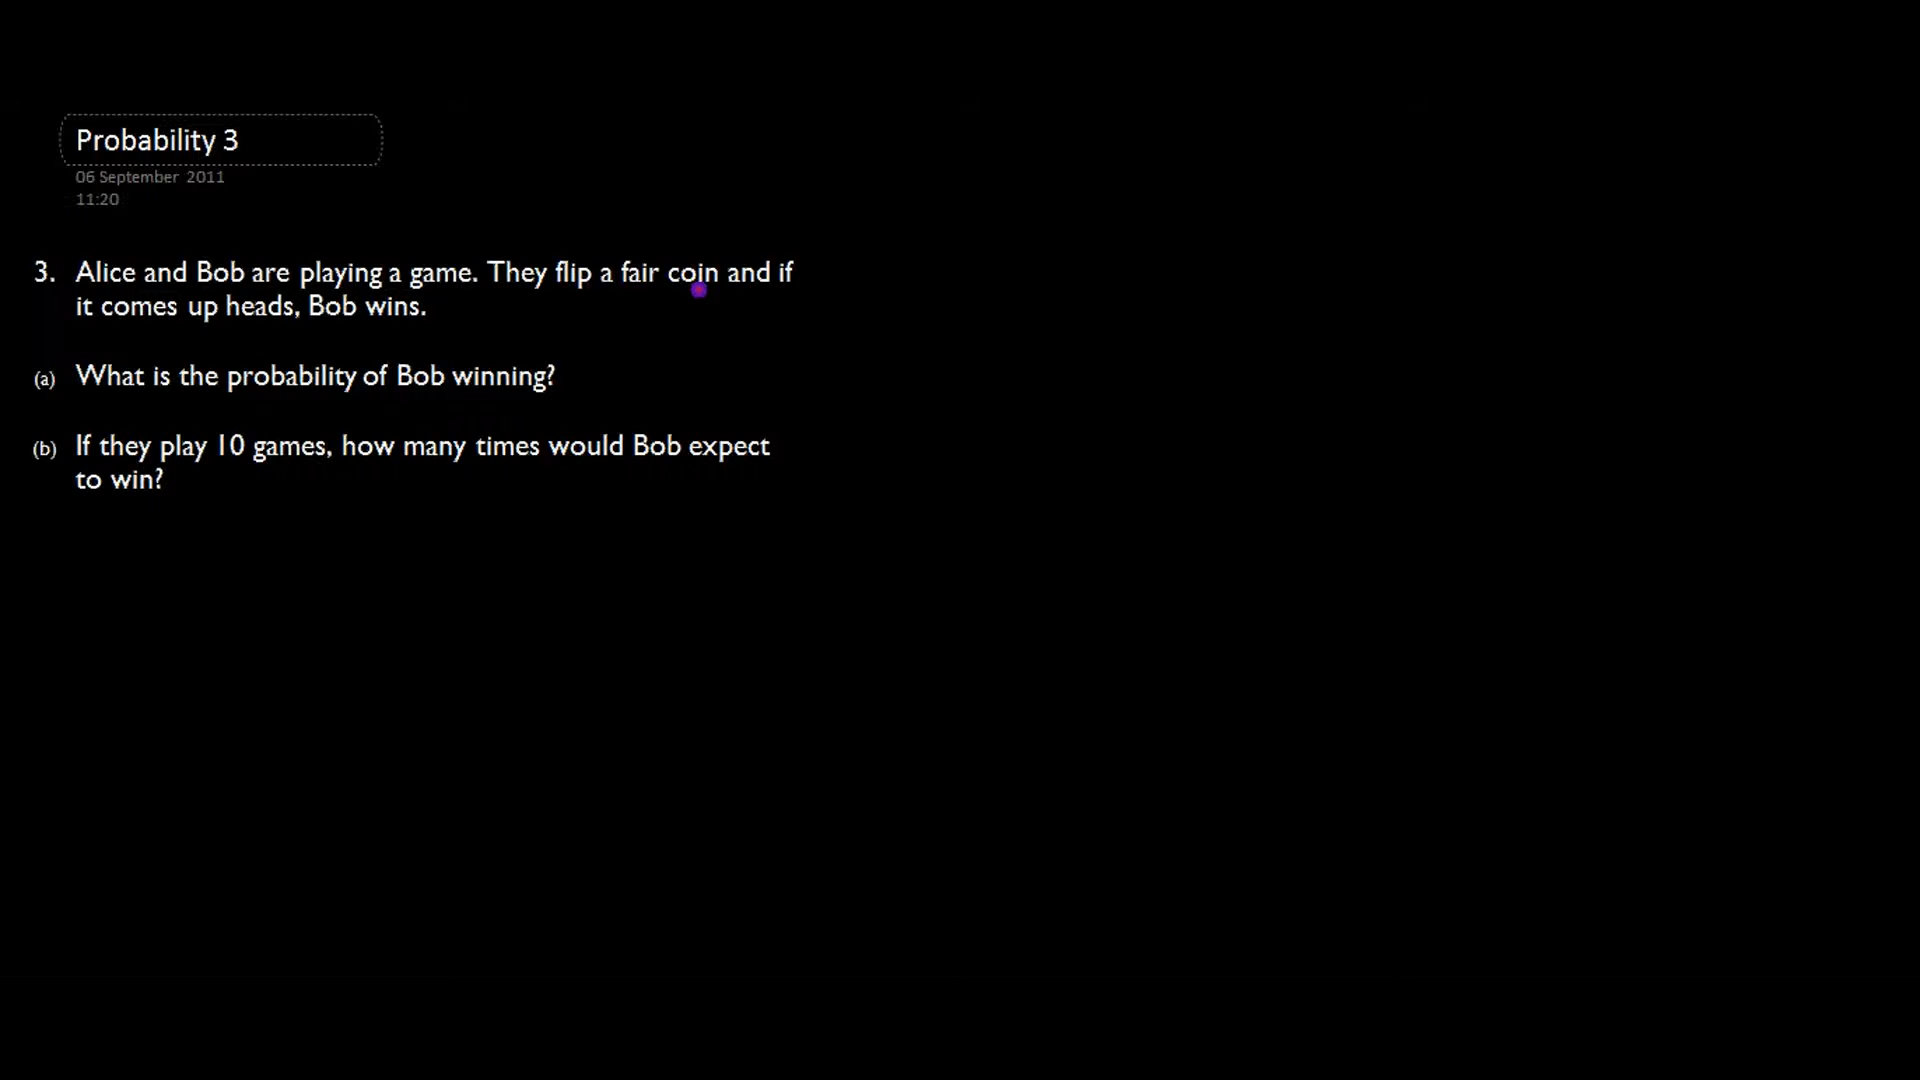 Probability 3
06 September 2011
11:20
3. Alice and Bob are playing a game. They flip a fair coin and if
it comes up heads, Bob wins.
(a) What is the probability of Bob winning?
(b) If they play 10 games, how many times would Bob expect
to win?